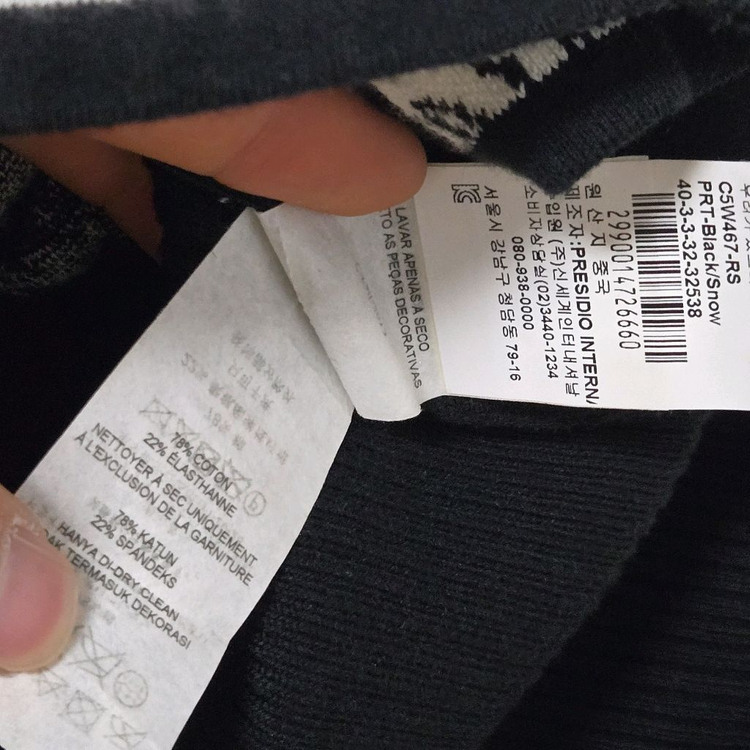 LAVAR APENAS A SECO
TO AS PEÇAS DECORATIVAS
C5W467-RS
PRT-Black/Snow
40-3-3-32-32538
2990014726660
원 산 지 중국
제조자:PRESIDIO INTERN
입원 (주)신세계인터내셔날
소비자상담실(02)3440-1234
080-938-0000
서울시 강남구 청담동 79-16
78% COTON
22% ÉLASTHANNE
NETTOYER À SEC UNIQUEMENT
À L'EXCLUSION DE LA GARNITURE.
78% KATUN
22% SPANDEKS
HANYA DI-DRY CLEAN
TERMASUK DEKORASI